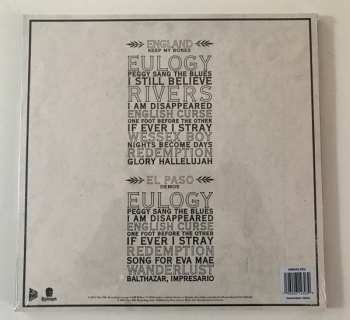 ENGLAND
KEEP MY BONES
EULOGY
PEGGY SANG THE BLUES
I STILL BELIEVE
RIVERS
I AM DISAPPEARED
ENGLISH CURSE
ONE FOOT BEFORE THE OTHER
IF EVER I STRAY
WESSEX BOY
NIGHTS BECOME DAYS
REDEMPTION
GLORY HALLELUJAH
EL PASO
DEMOS
EULOGY
PEGGY SANG THE BLUES
I AM DISAPPEARED
ENGLISH CURSE
ONE FOOT BEFORE THE OTHER
IF EVER I STRAY
REDEMPTION
SONG FOR EVA MAE
WANDERLUST
BALTHAZAR, IMPRESARIO